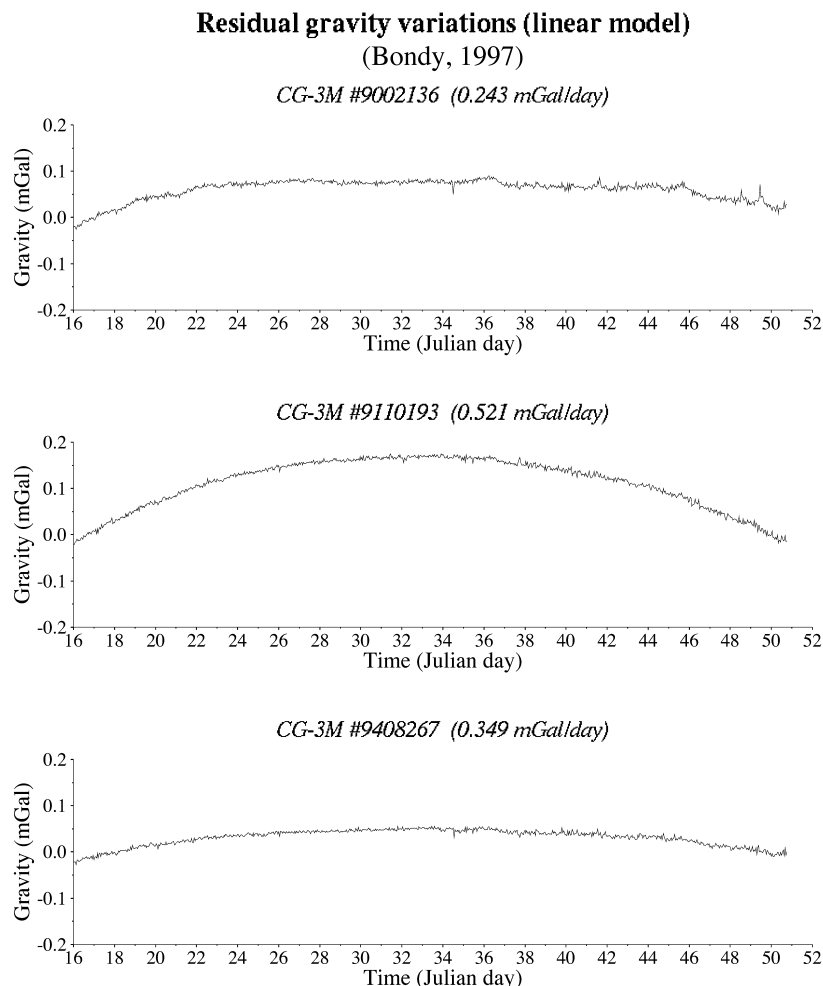 Residual gravity variations (linear model)
(Bondy, 1997)
CG-3M #9002136 (0.243 mGal/day)
0.2
0.1
0.0
-0.1
-0.2
Gravity (mGal)
16 18 20 22 24 26 28 30 32 34 36 38 40 42 44 46 48 50 52
Time (Julian day)
CG-3M #9110193 (0.521 mGal/day)
0.2
0.1
0.0
-0.1
-0.2
Gravity (mGal)
16 18 20 22 24 26 28 30 32 34 36 38 40 42 44 46 48 50 52
Time (Julian day)
CG-3M #9408267 (0.349 mGal/day)
0.2
0.1
0.0
-0.1
-0.2
Gravity (mGal)
16 18 20 22 24 26 28 30 32 34 36 38 40 42 44 46 48 50 52
Time (Julian day)